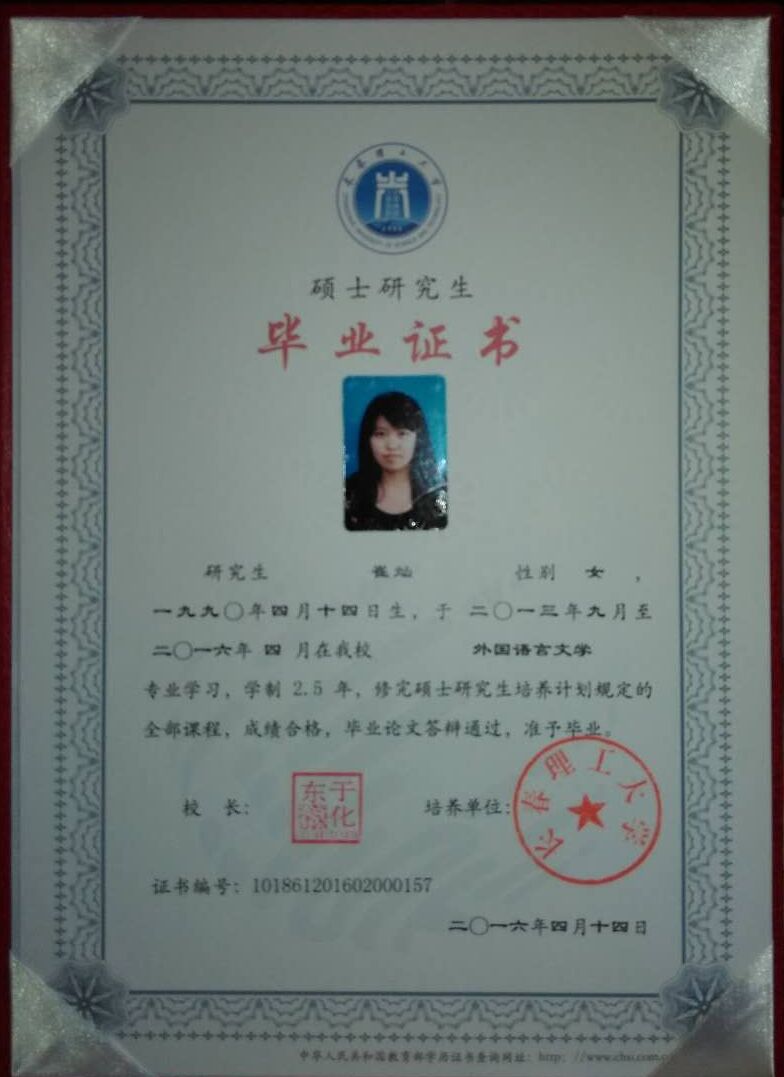 长春理工大学
硕士研究生
毕业证书
研究生 崔灿 性别 女 ,
一九九〇年四月十四日生, 于 二〇一三年九月至
二〇一六年 四 月在我校 外国语言文学
专业学习, 学制 2.5 年, 修完硕士研究生培养计划规定的
全部课程, 成绩合格, 毕业论文答辩通过, 准予毕业。
校 长: 于化东 培养单位: 长春理工大学
证书编号: 101861201602000157
二〇一六年四月十四日
中华人民共和国教育部学历证书查询网址: http: //www.chsi.com.c